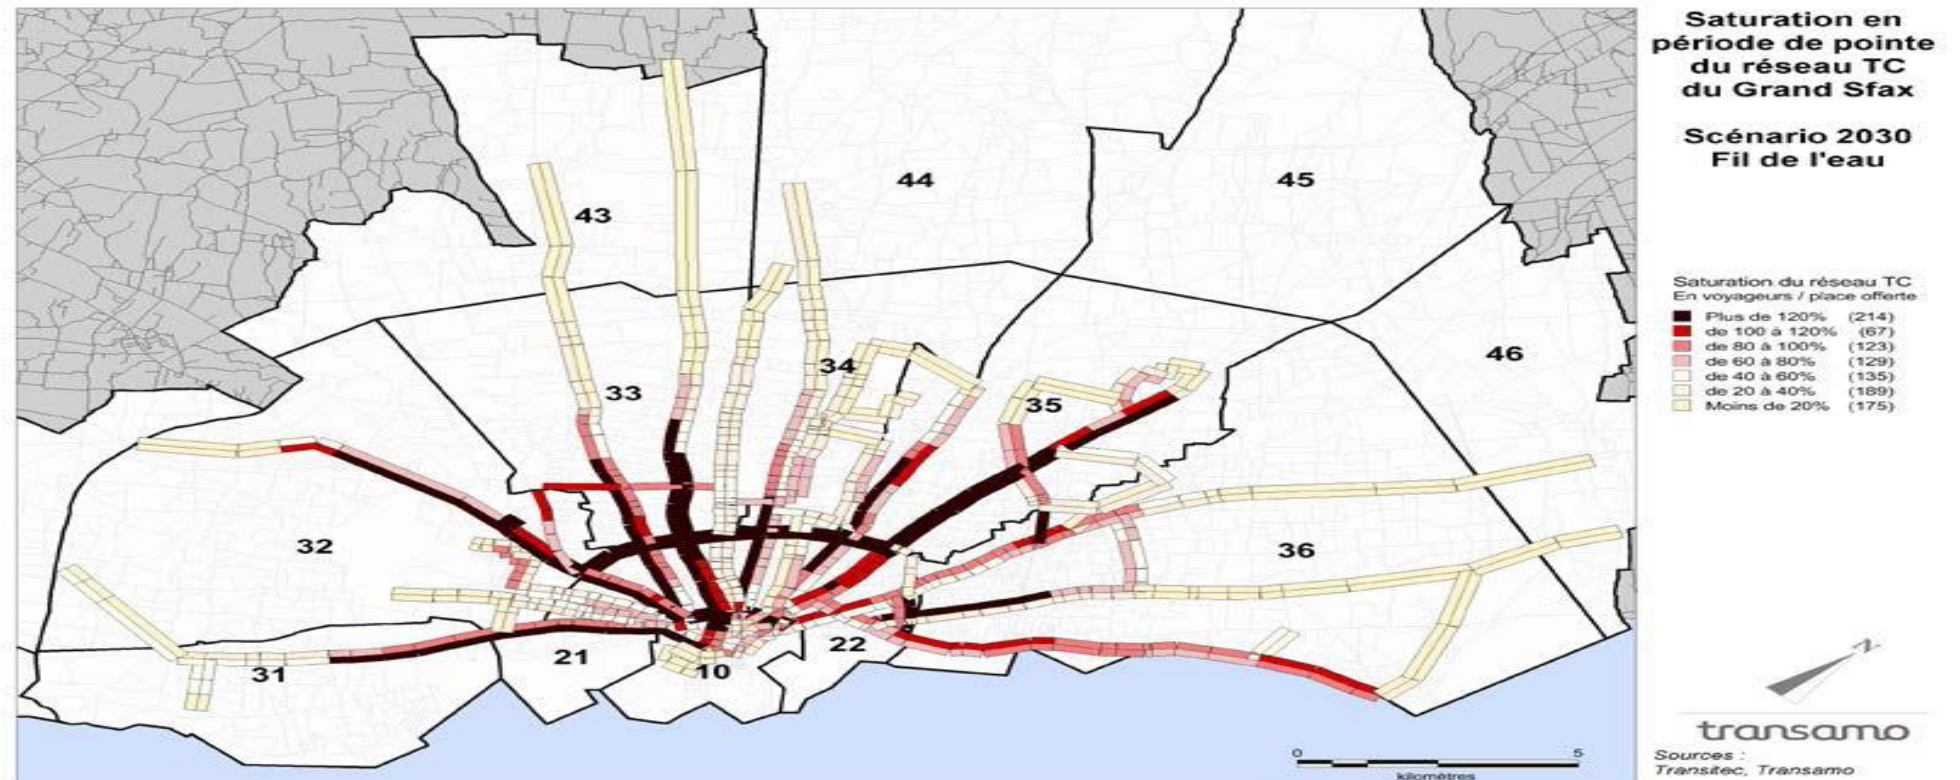 Saturation en
période de pointe
du réseau TC
du Grand Sfax
Scénario 2030
Fil de l'eau
Saturation du réseau TC
En voyageurs / place offerte
Plus de 120% (214)
de 100 à 120% (67)
de 80 à 100% (123)
de 60 à 80% (129)
de 40 à 60% (135)
de 20 à 40% (189)
Moins de 20% (175)
44
45
43
46
34
33
35
32
36
22
21
10
31
N
0 5
kilomètres
transamo
Sources :
Transitec, Transamo